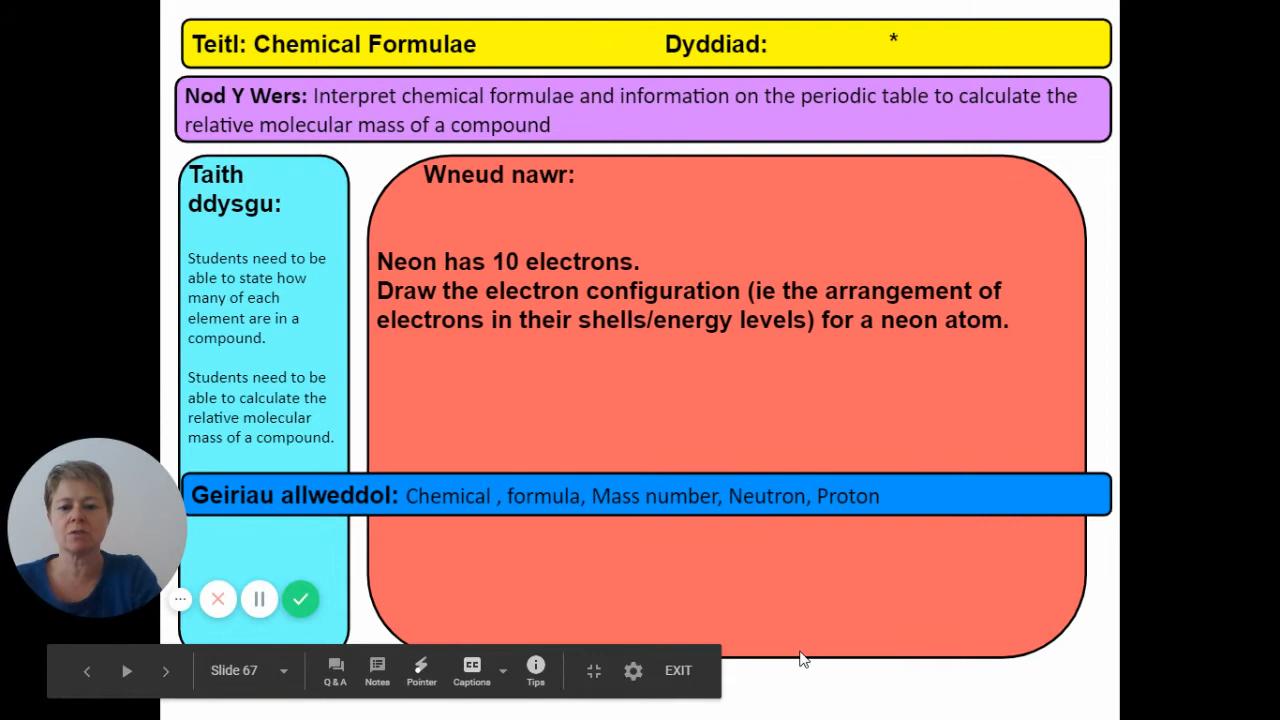 Teitl: Chemical Formulae Dyddiad: *
Nod Y Wers: Interpret chemical formulae and information on the periodic table to calculate the
relative molecular mass of a compound
Taith
ddysgu:
Students need to be
able to state how
many of each
element are in a
compound.
Students need to be
able to calculate the
relative molecular
mass of a compound.
Wneud nawr:
Neon has 10 electrons.
Draw the electron configuration (ie the arrangement of
electrons in their shells/energy levels) for a neon atom.
Geiriau allweddol: Chemical , formula, Mass number, Neutron, Proton
Slide 67
Q & A
Notes
Pointer
CC
Captions
Tips
EXIT